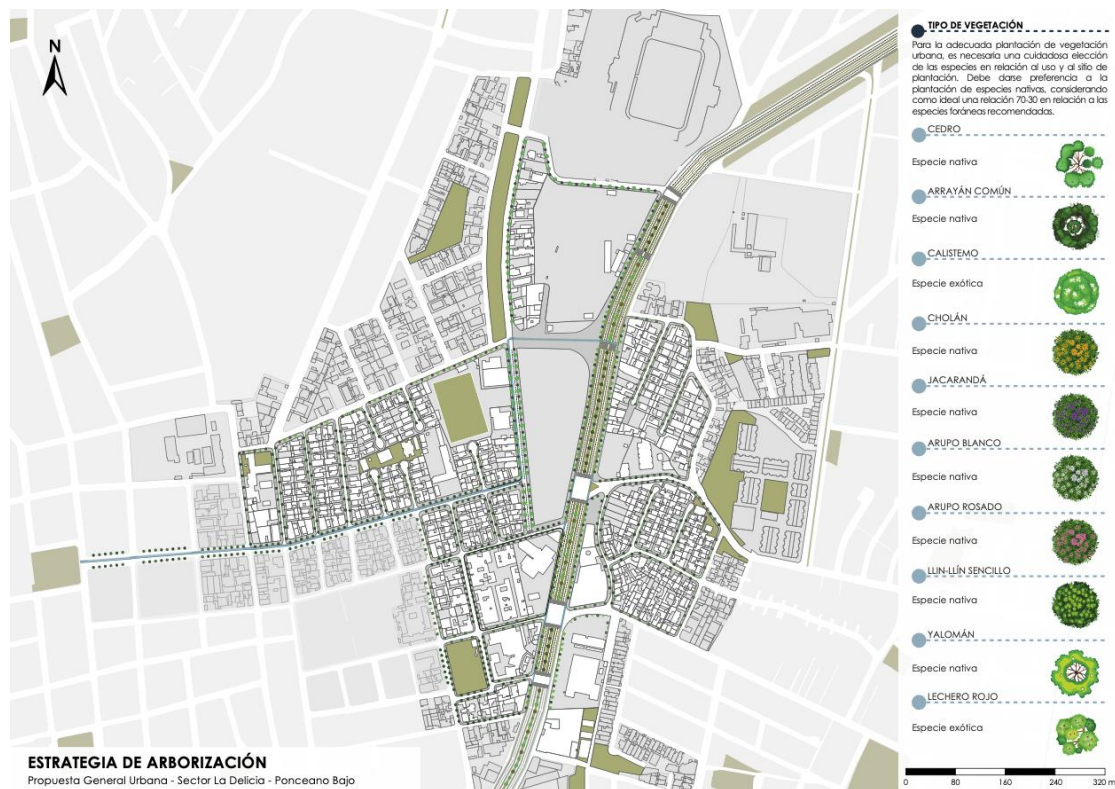 N
TIPO DE VEGETACIÓN
Para la adecuada plantación de vegetación
urbana, es necesaria una cuidadosa elección
de las especies en relación al uso y al sitio de
plantación. Debe darse preferencia a la
plantación de especies nativas, considerando
como ideal una relación 70-30 en relación a las
especies foráneas recomendadas.
CEDRO
Especie nativa
ARRAYÁN COMÚN
Especie nativa
CALISTEMO
Especie exótica
CHOLÁN
Especie nativa
JACARANDÁ
Especie nativa
ARUPO BLANCO
Especie nativa
ARUPO ROSADO
Especie nativa
LLIN-LLÍN SENCILLO
Especie nativa
YALOMÁN
Especie nativa
LECHERO ROJO
Especie exótica
0 80 160 240 320 m
ESTRATEGIA DE ARBORIZACIÓN
Propuesta General Urbana - Sector La Delicia - Ponceano Bajo